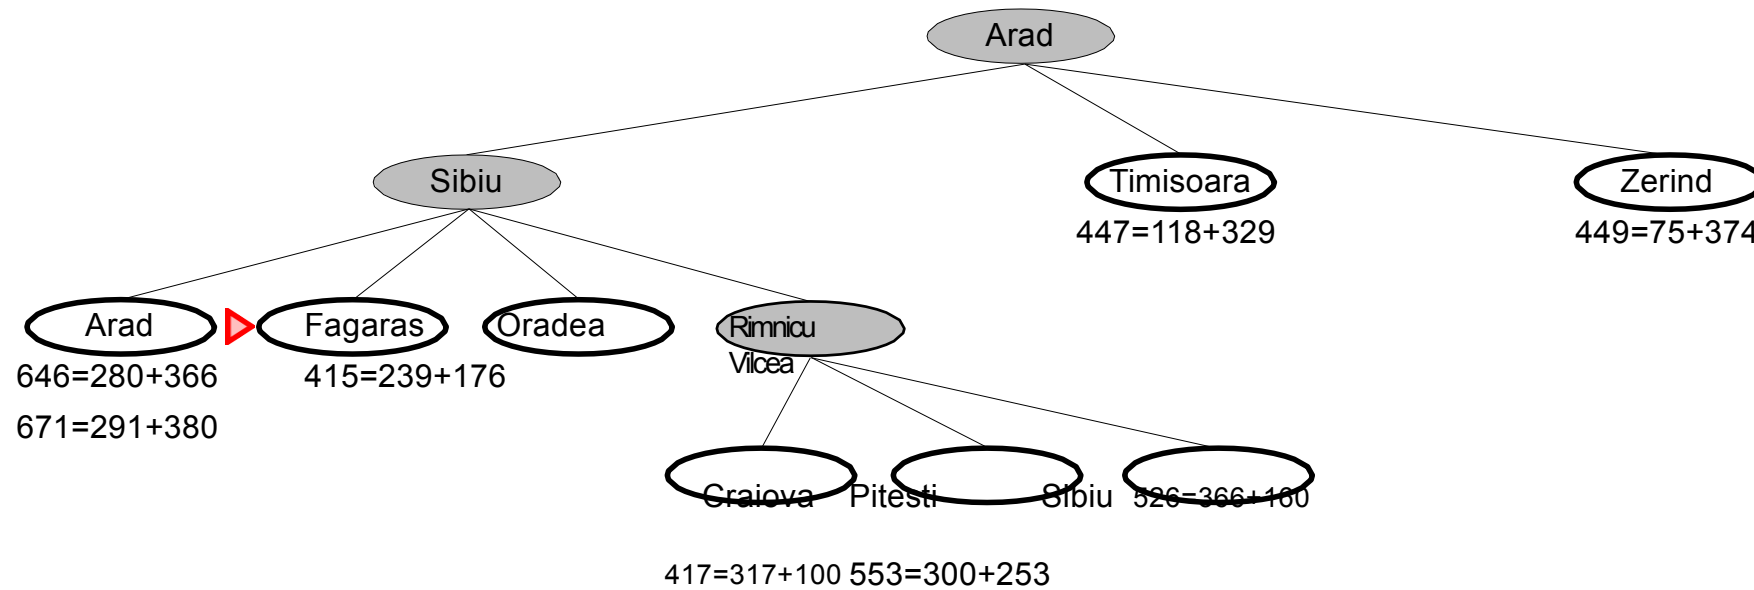 Arad
Sibiu Timisoara Zerind
447=118+329 449=75+374
Arad Fagaras Oradea Rimnicu
Vilcea
646=280+366 415=239+176
671=291+380
Craiova Pitesti Sibiu 526=366+160
417=317+100 553=300+253